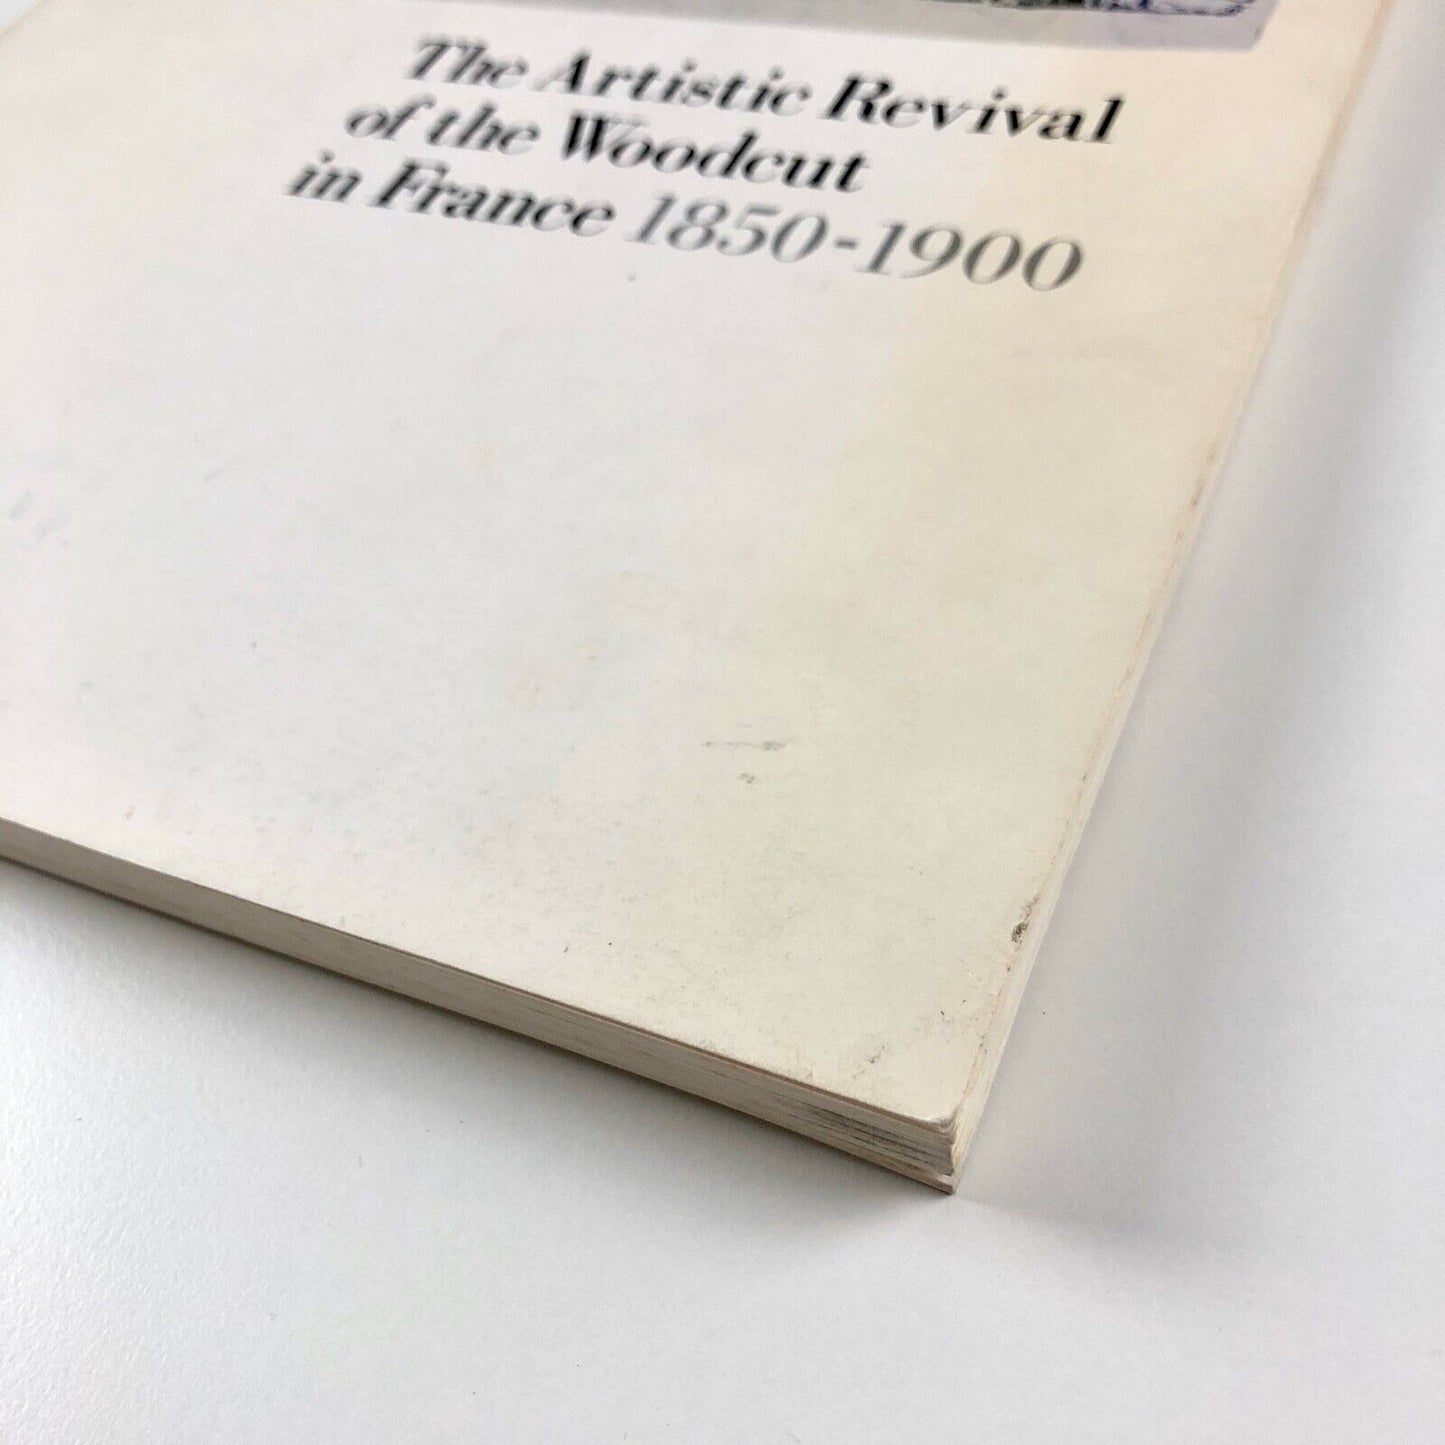 The Artistic Revival
of the Woodcut
in France 1850-1900